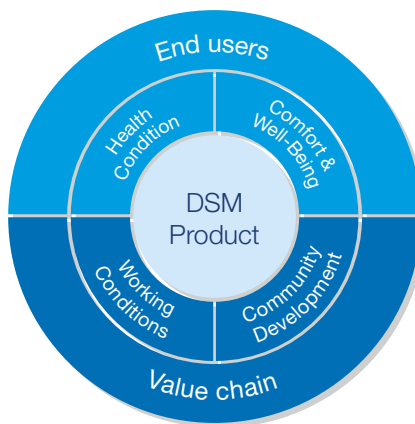 End users
Health
Condition
Comfort &
Well-Being
DSM
Product
Working
Conditions
Community
Development
Value chain